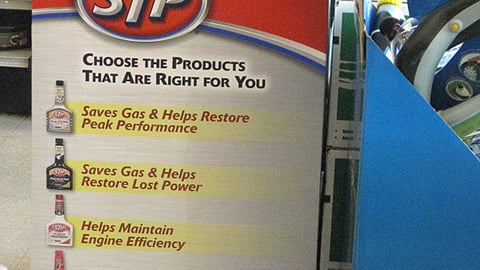 STP
CHOOSE THE PRODUCTS
THAT ARE RIGHT FOR YOU
Saves Gas & Helps Restore
Peak Performance
Saves Gas & Helps
Restore Lost Power
Helps Maintain
Engine Efficiency